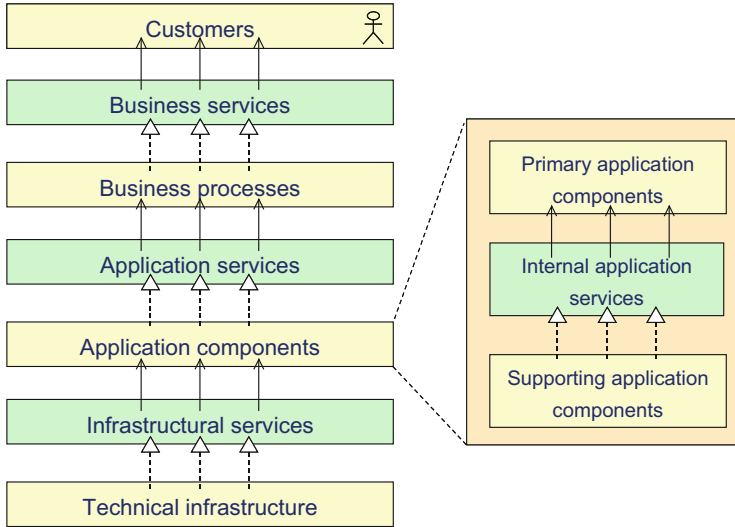 Customers
Business services
Business processes
Application services
Application components
Infrastructural services
Technical infrastructure
Primary application
components
Internal application
services
Supporting application
components